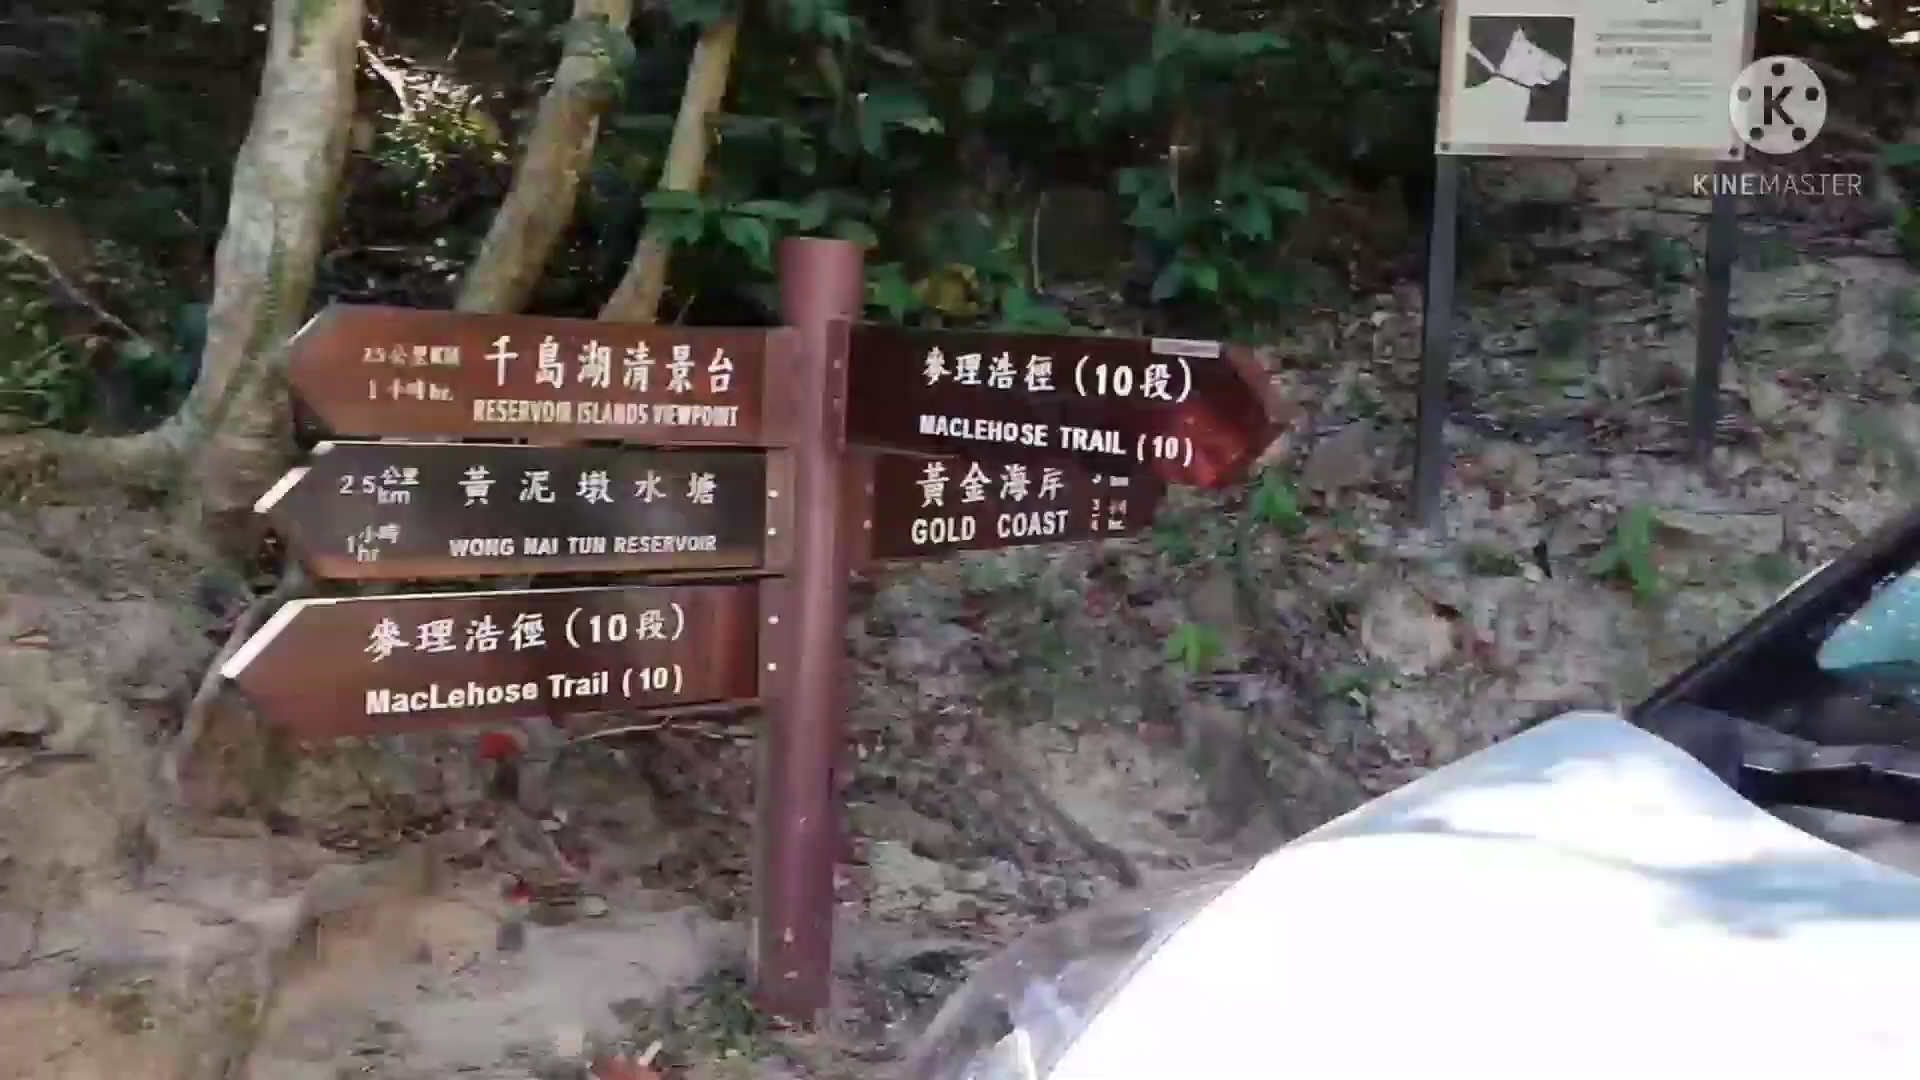 2.5公里KM 千島湖清景台
1小時hr. RESERVOIR ISLANDS VIEWPOINT
2.5公里km 黃泥墩水塘
1小時hr WONG NAI TUN RESERVOIR
麥理浩徑(10段)
MacLehose Trail (10)
麥理浩徑(10段)
MACLEHOSE TRAIL (10)
黃金海岸
GOLD COAST
K
KINEMASTER